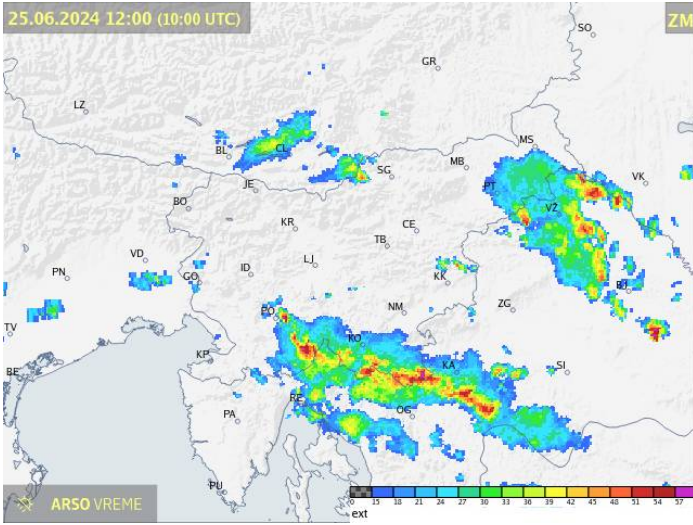 25.06.2024 12:00 (10:00 UTC)
ZM
SO
GR
LZ
BL
CL
SG
MS
MB
VK
JE
PT
BO
VŽ
KR
CE
TB
VD
LJ
PN
GO
ID
KK
BJ
NM
ZG
PO
TV
KO
KP
KA
SI
BE
RE
PA
OG
PU
ARSO VREME
0 15 18 21 24 27 30 33 36 39 42 45 48 51 54 57
ext